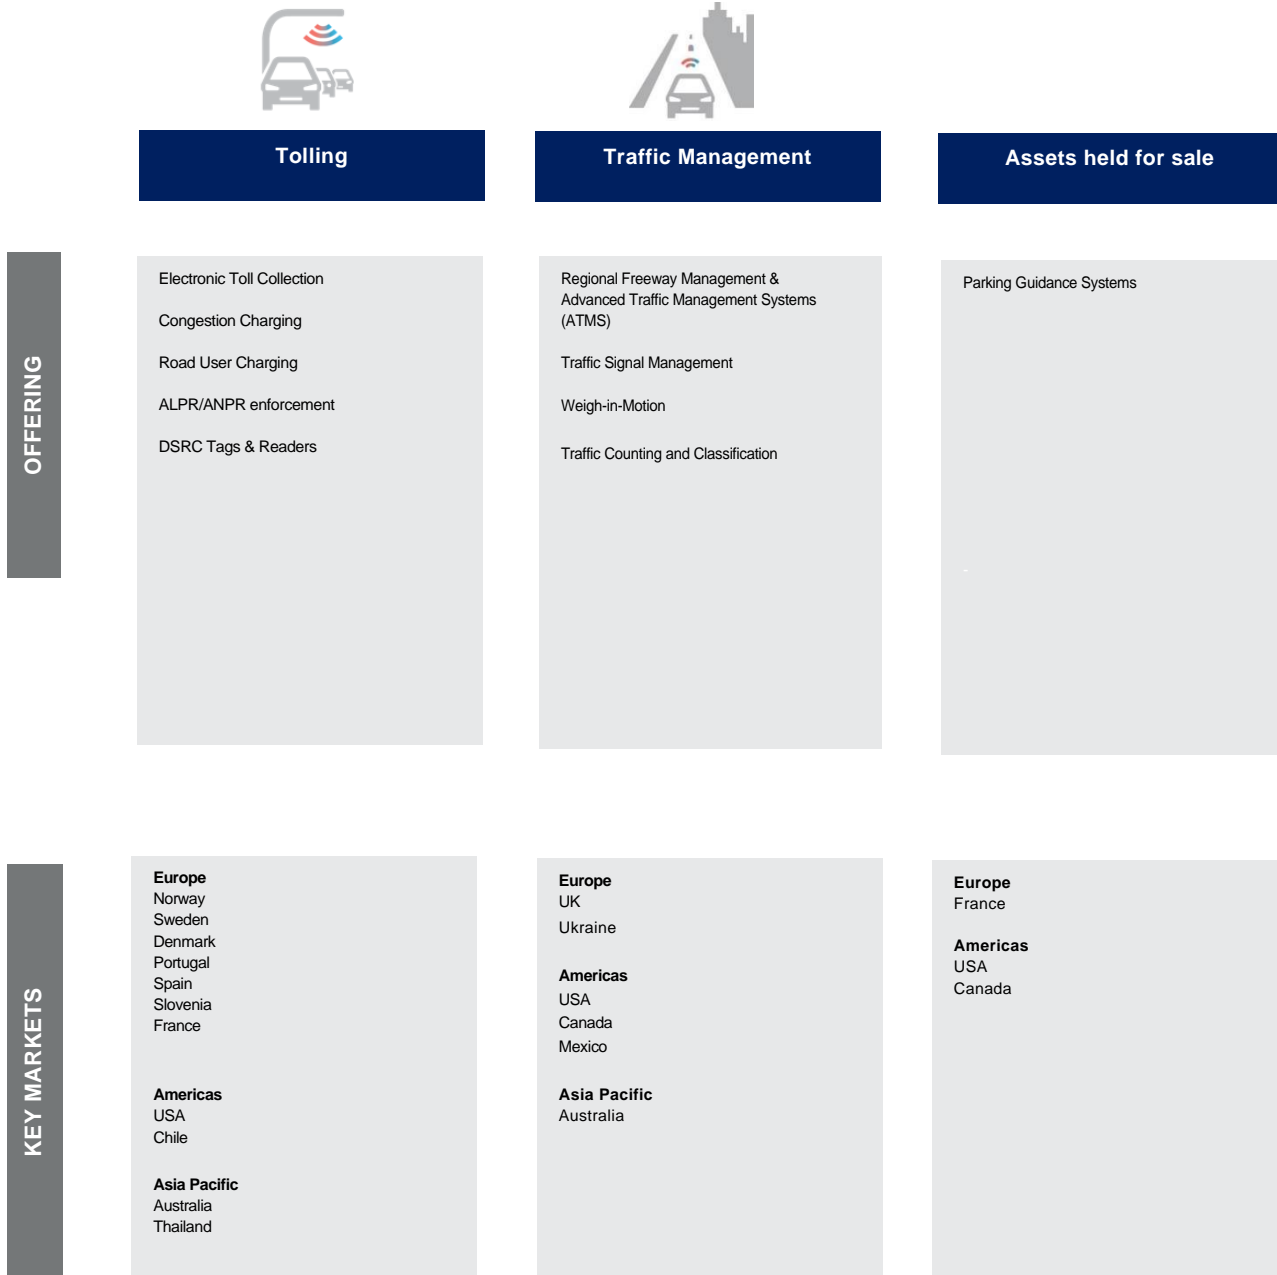 Tolling
Traffic Management
Assets held for sale
OFFERING
Electronic Toll Collection
Congestion Charging
Road User Charging
ALPR/ANPR enforcement
DSRC Tags & Readers
Regional Freeway Management &
Advanced Traffic Management Systems
(ATMS)
Traffic Signal Management
Weigh-in-Motion
Traffic Counting and Classification
Parking Guidance Systems
-
KEY MARKETS
Europe
Norway
Sweden
Denmark
Portugal
Spain
Slovenia
France
Americas
USA
Chile
Asia Pacific
Australia
Thailand
Europe
UK
Ukraine
Americas
USA
Canada
Mexico
Asia Pacific
Australia
Europe
France
Americas
USA
Canada